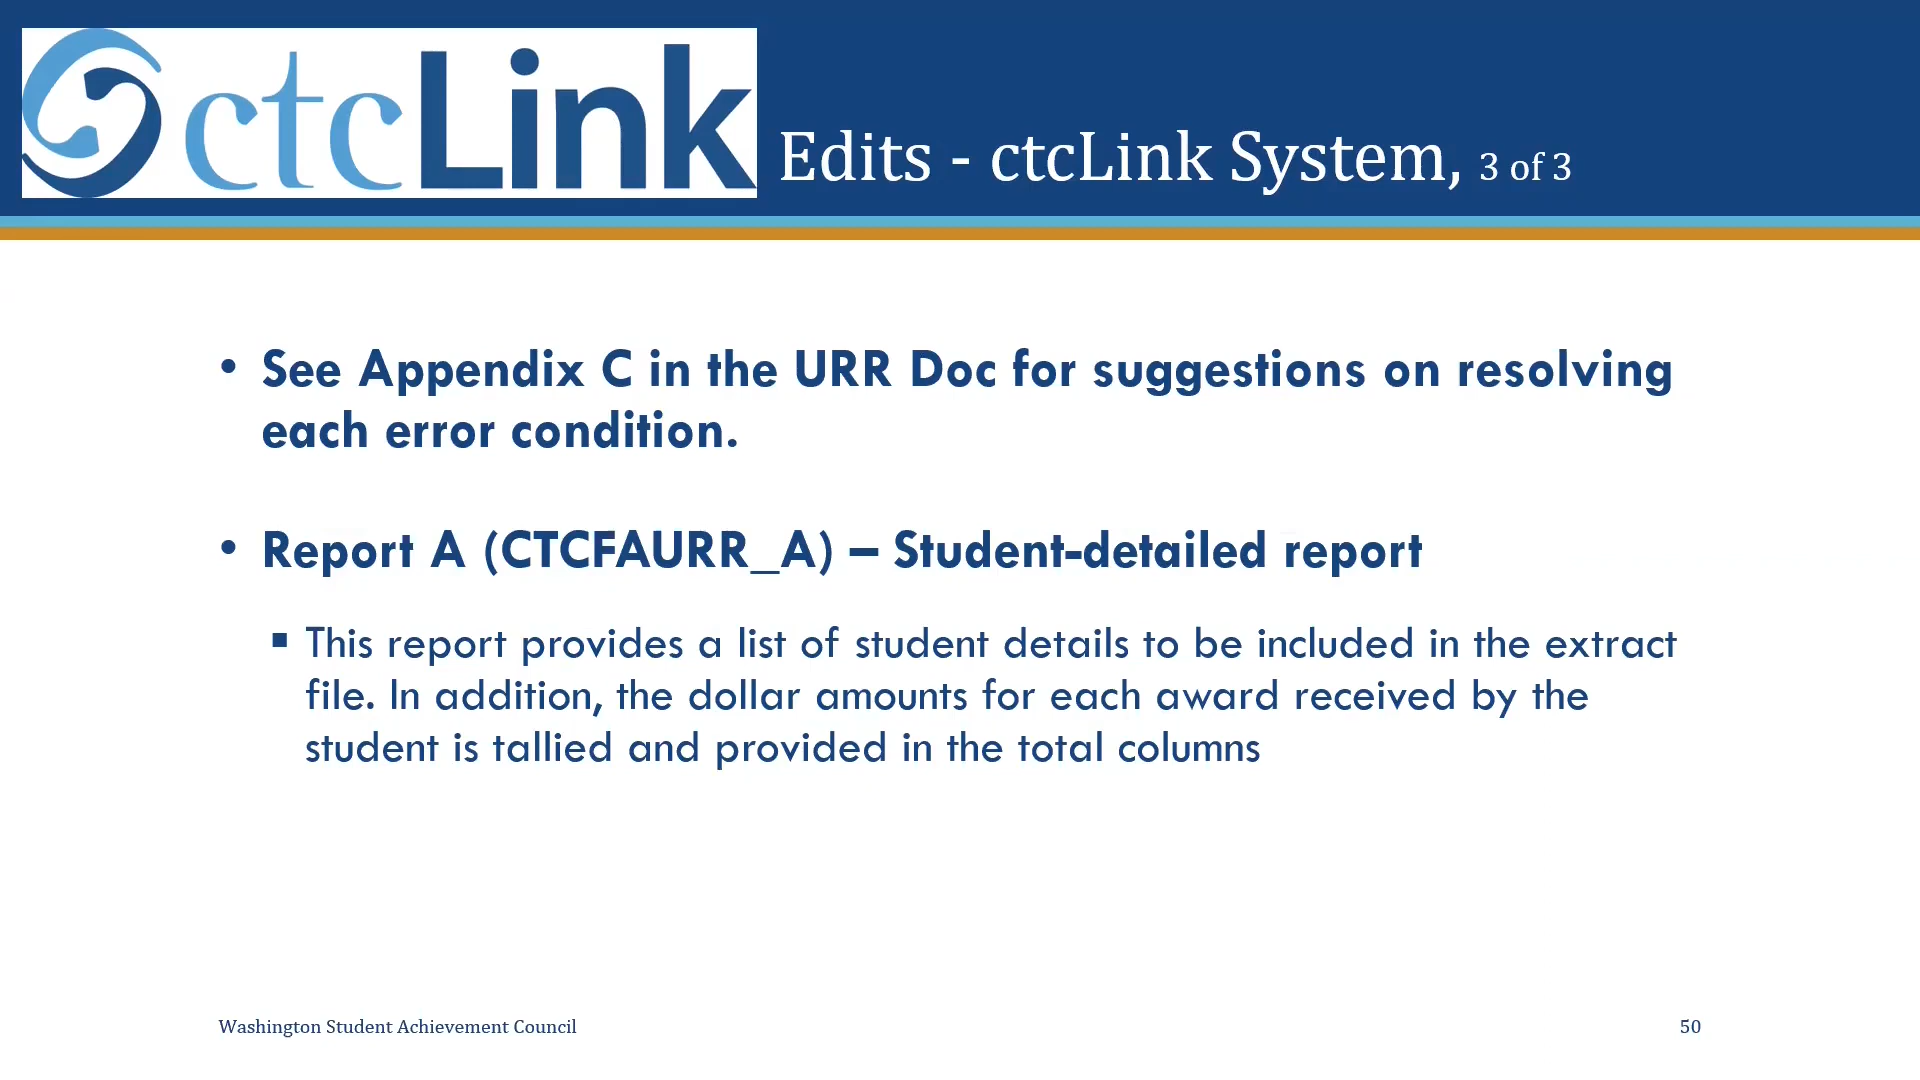 ctcLink
Edits - ctcLink System, 3 of 3
• See Appendix C in the URR Doc for suggestions on resolving
each error condition.
• Report A (CTCFAURR_A) – Student-detailed report
▪ This report provides a list of student details to be included in the extract
file. In addition, the dollar amounts for each award received by the
student is tallied and provided in the total columns
Washington Student Achievement Council
50